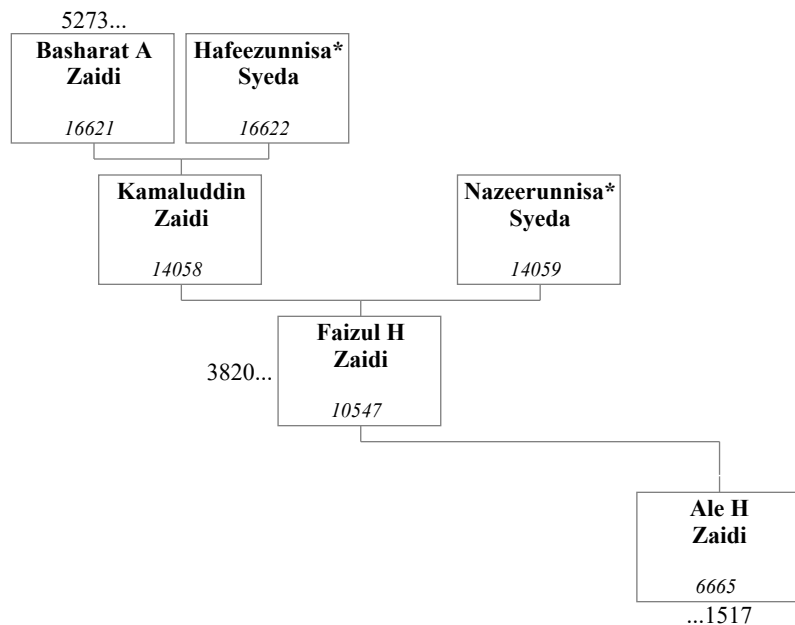 5273...
Basharat A
Zaidi
16621
Hafeezunnisa*
Syeda
16622
Kamaluddin
Zaidi
14058
Nazeerunnisa*
Syeda
14059
3820...
Faizul H
Zaidi
10547
Ale H
Zaidi
6665
...1517